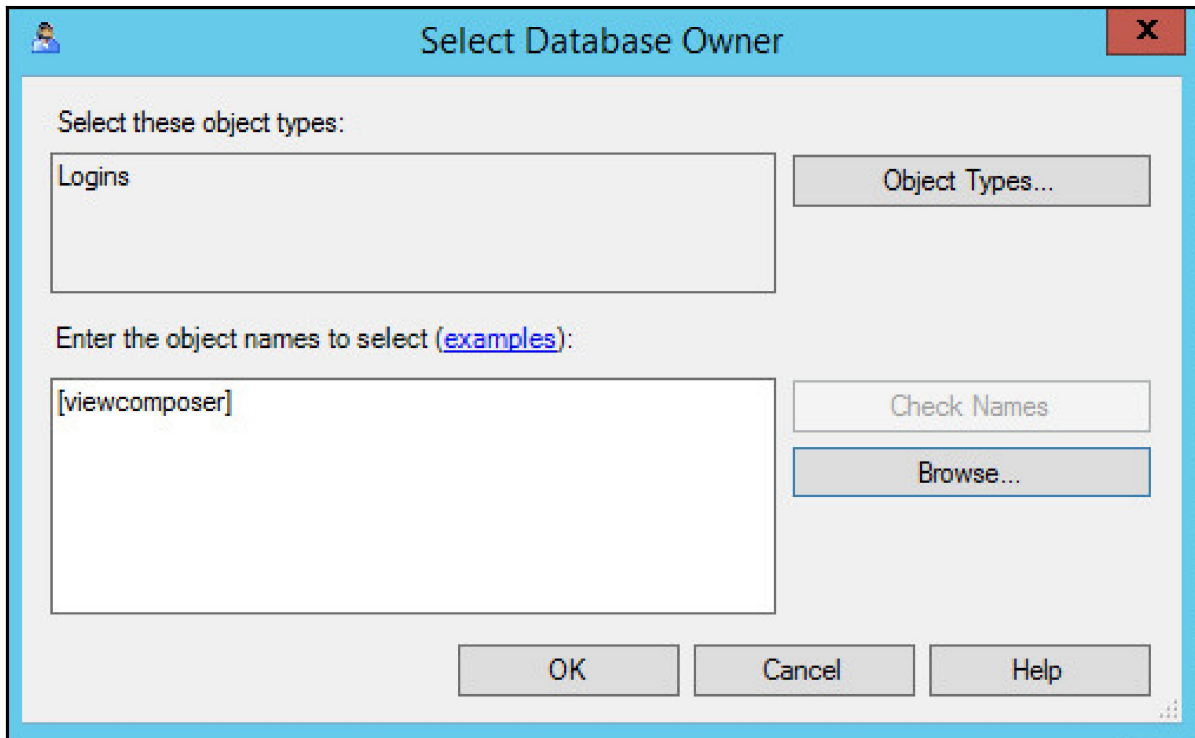 Select Database Owner
x
Select these object types:
Logins
Object Types...
Enter the object names to select (examples):
[viewcomposer]
Check Names
Browse...
OK
Cancel
Help